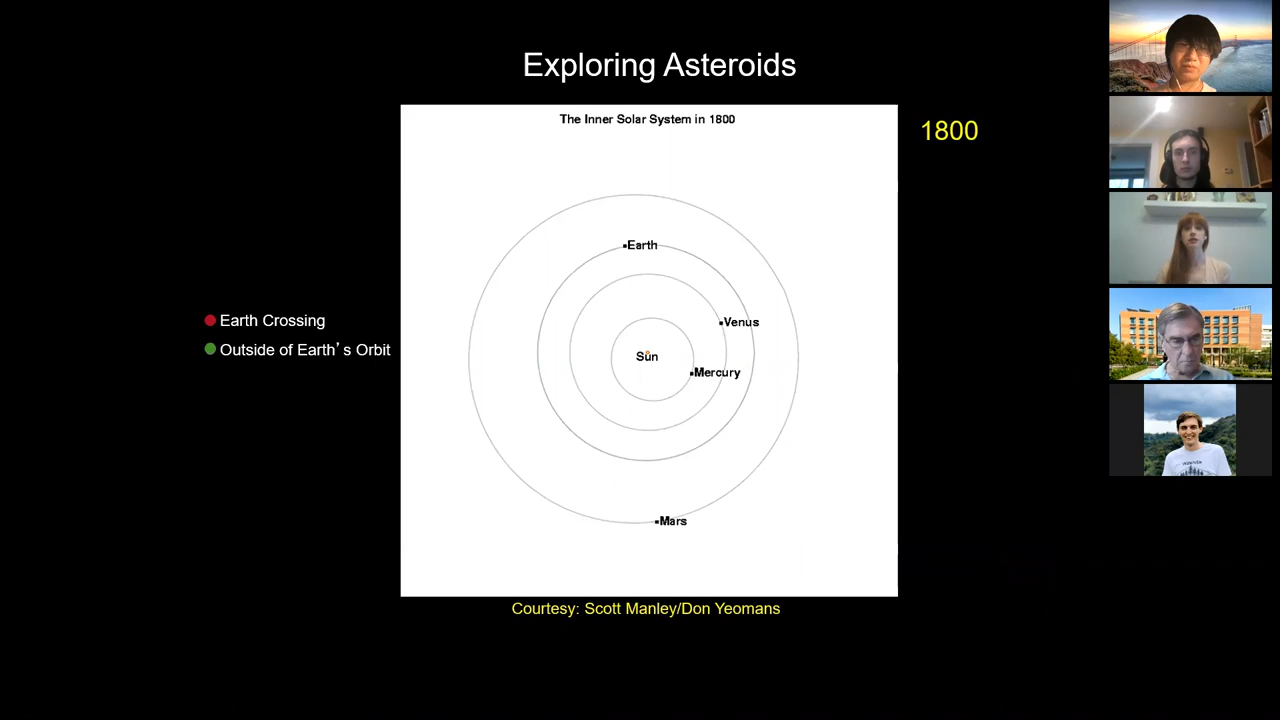 Exploring Asteroids
The Inner Solar System in 1800
1800
Earth
Earth Crossing
Venus
Outside of Earth’s Orbit
Sun
Mercury
Mars
Courtesy: Scott Manley/Don Yeomans